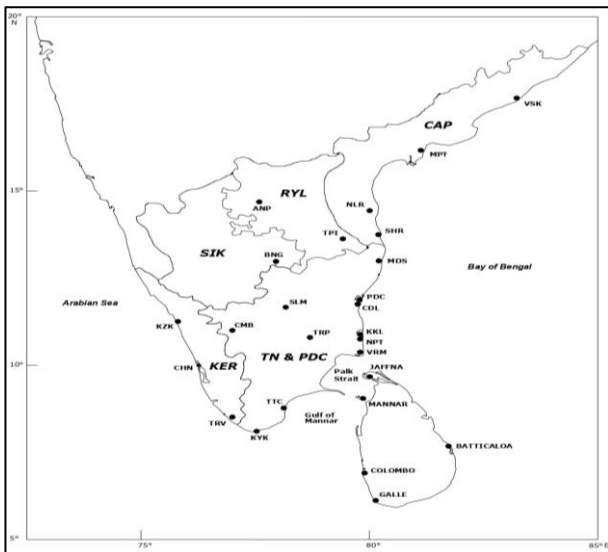 20°
N
CAP
VSK
MPT
RYL
15°
ANP
NLR
SHR
TPI
SIK
BNG
MDS
Bay of Bengal
Arabian Sea
SLM
PDC
CDL
KZK
CMB
TRP
KKL
NPT
VRM
TN & PDC
10°
CHN
KER
Palk
Strait
JAFFNA
TTC
Gulf of
Mannar
MANNAR
TRV
KYK
BATTICALOA
COLOMBO
GALLE
5°
75°
80°
85° E